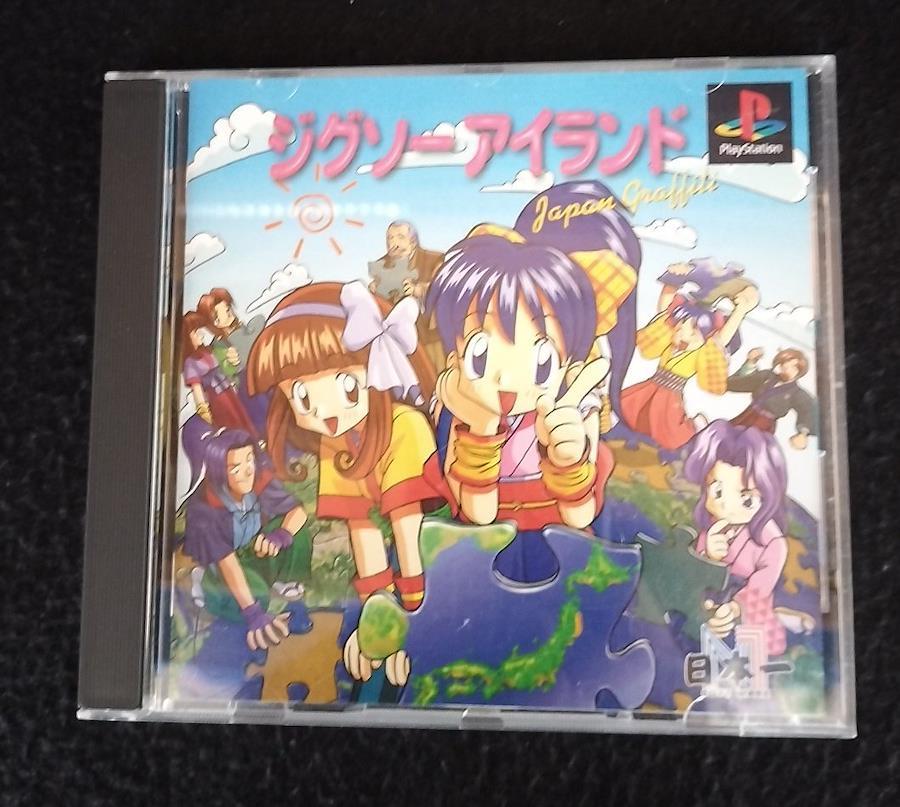 ジグソーアイランド
Japan Graffiti
PlayStation
日本一